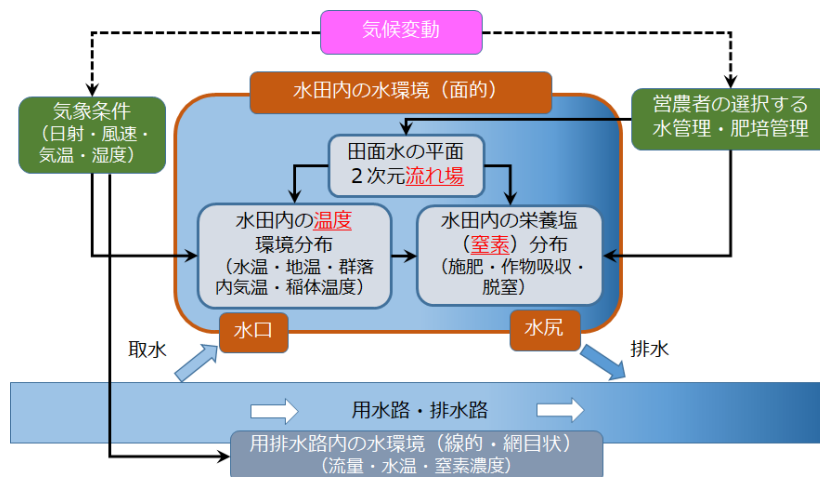 気候変動
水田内の水環境（面的）
気象条件
（日射・風速・
気温・湿度）
営農者の選択する
水管理・肥培管理
田面水の平面
２次元流れ場
水田内の温度
環境分布
（水温・地温・群落
内気温・稲体温度）
水田内の栄養塩
（窒素）分布
（施肥・作物吸収・
脱窒）
水口
水尻
取水
排水
用水路・排水路
用排水路内の水環境（線的・網目状）
（流量・水温・窒素濃度）